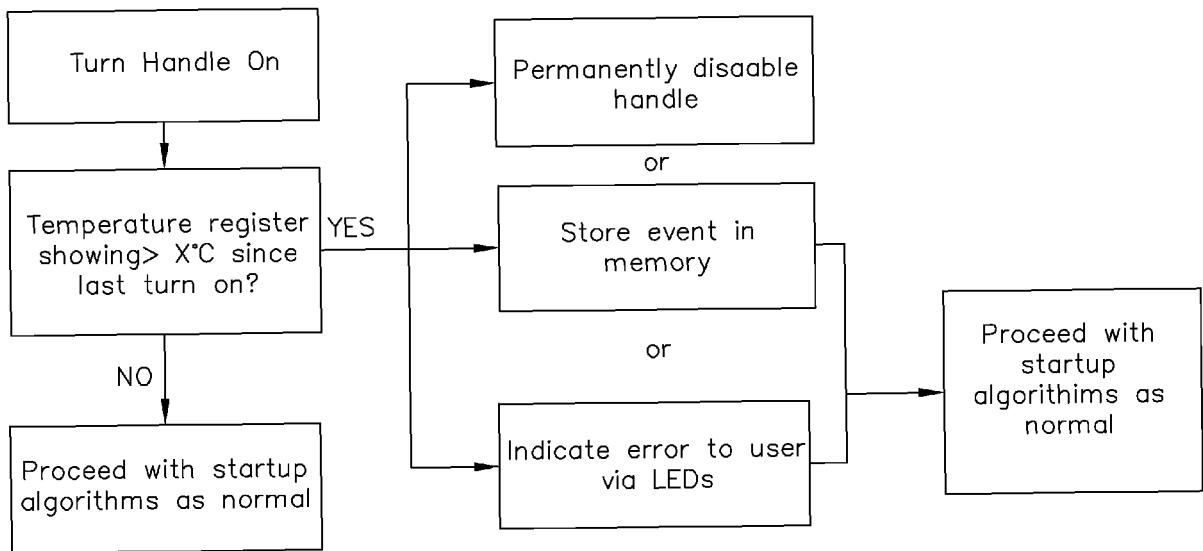 Turn Handle On
Temperature register
showing> X°C since
last turn on?
YES
NO
Proceed with startup
algorithms as normal
Permanently disaable
handle
or
Store event in
memory
or
Indicate error to user
via LEDs
Proceed with
startup
algorithims as
normal